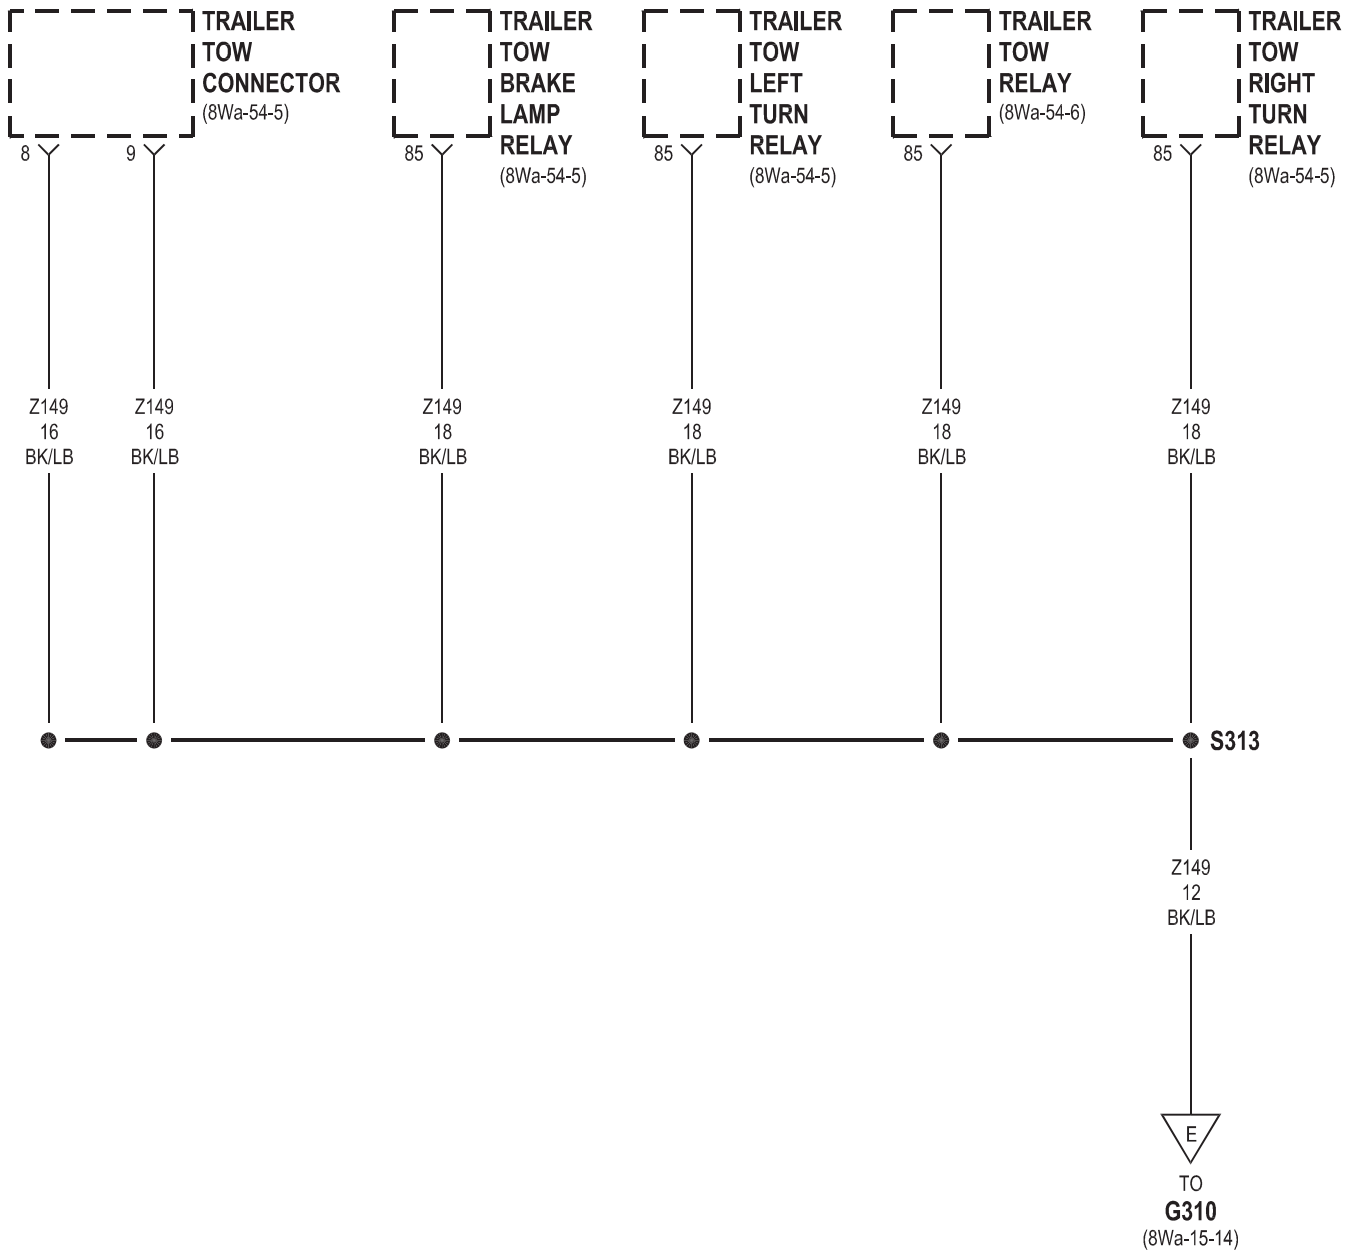 TRAILER
TOW
CONNECTOR
(8Wa-54-5)
TRAILER
TOW
BRAKE
LAMP
RELAY
(8Wa-54-5)
TRAILER
TOW
LEFT
TURN
RELAY
(8Wa-54-5)
TRAILER
TOW
RELAY
(8Wa-54-6)
TRAILER
TOW
RIGHT
TURN
RELAY
(8Wa-54-5)
8
9
85
85
85
85
Z149
16
BK/LB
Z149
16
BK/LB
Z149
18
BK/LB
Z149
18
BK/LB
Z149
18
BK/LB
Z149
18
BK/LB
S313
Z149
12
BK/LB
E
TO
G310
(8Wa-15-14)